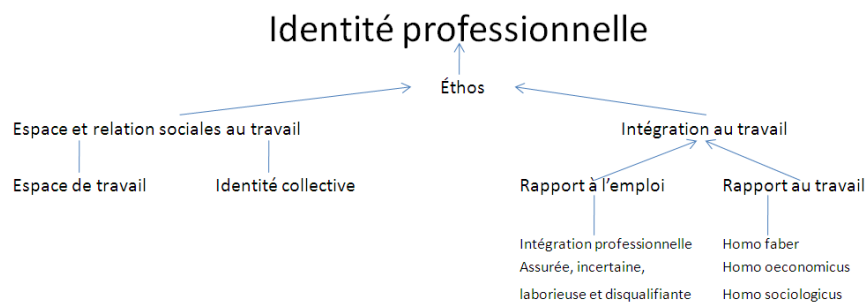 Identité professionnelle
Éthos
Espace et relation sociales au travail
Intégration au travail
Espace de travail
Identité collective
Rapport à l'emploi
Rapport au travail
Intégration professionnelle
Assurée, incertaine,
laborieuse et disqualifiante
Homo faber
Homo oeconomicus
Homo sociologicus